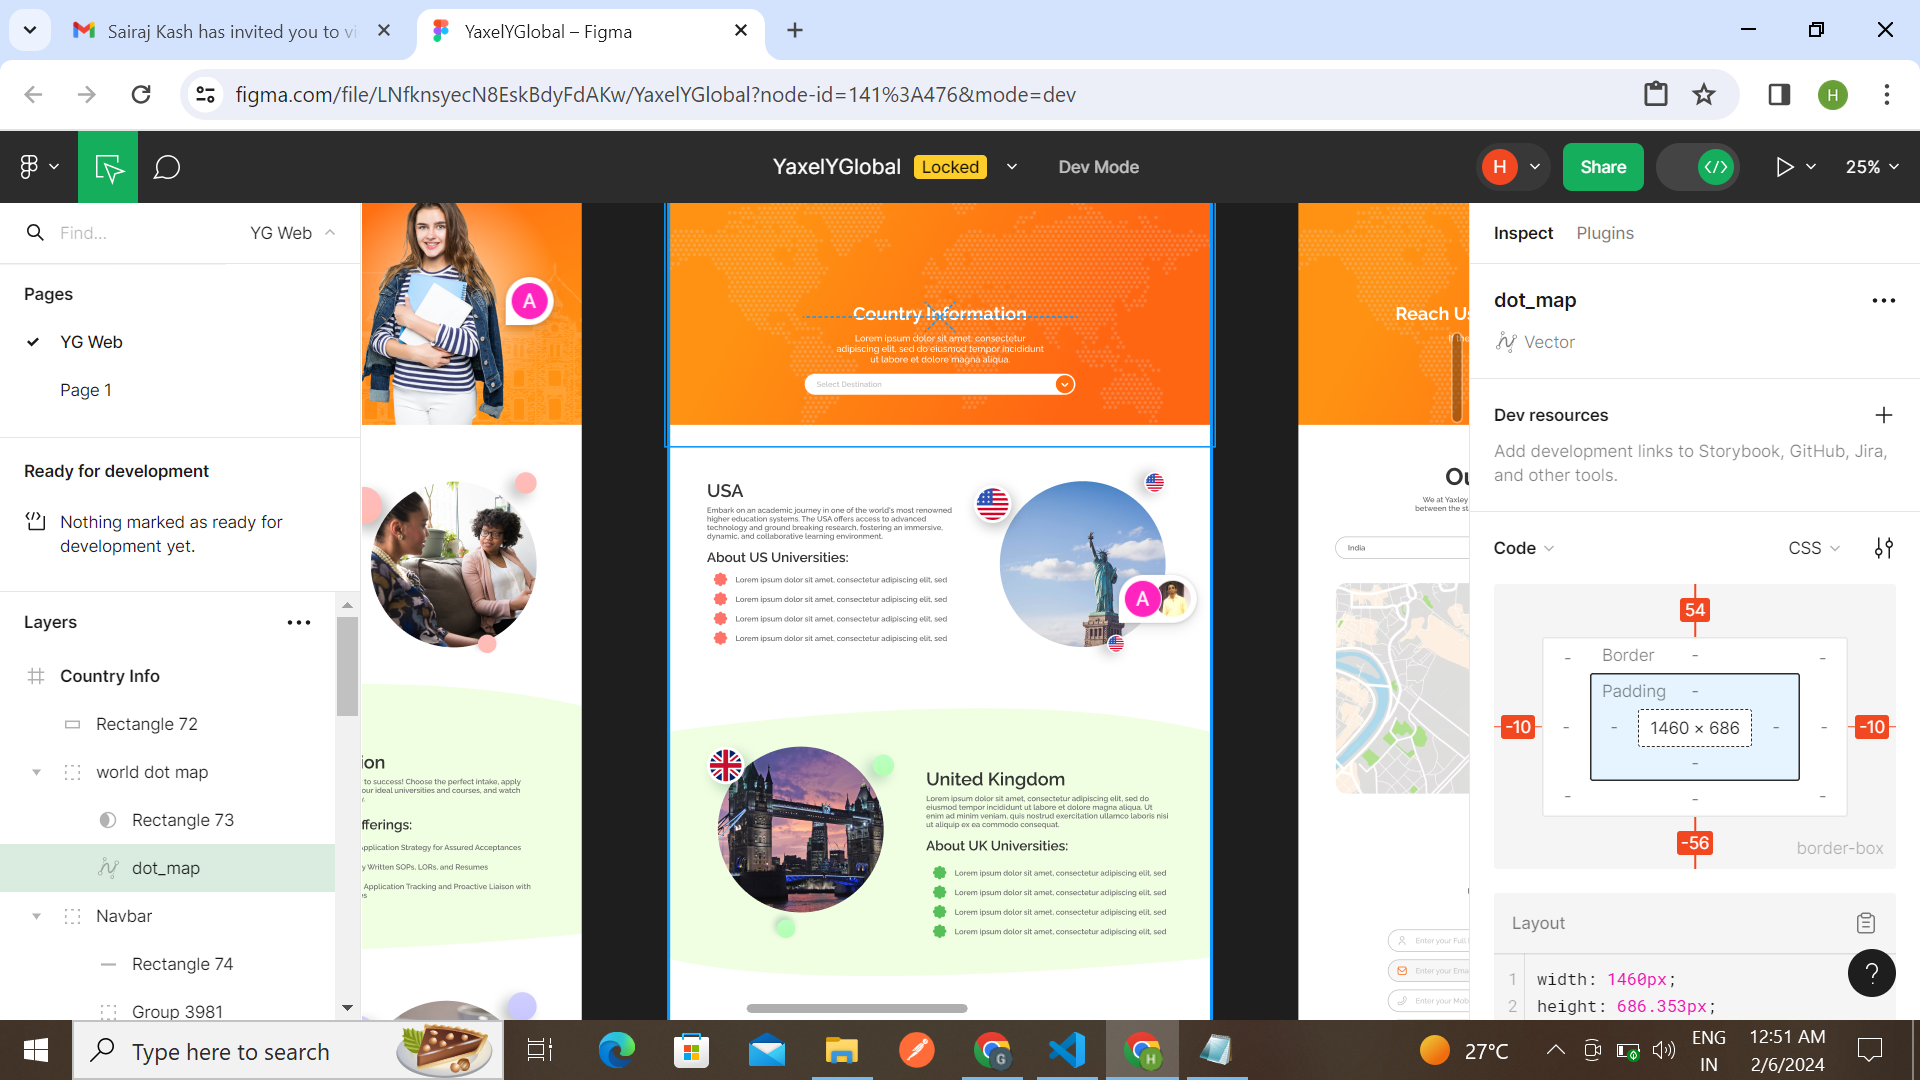 Sairaj Kash has invited you to vi
YaxelYGlobal – Figma
figma.com/file/LNfknsyecN8EskBdyFdAKw/YaxelYGlobal?node-id=141%3A476&mode=dev
H
YaxelYGlobal
Locked
Dev Mode
H
Share
25%
Find...
YG Web
Pages
YG Web
Page 1
Ready for development
Nothing marked as ready for
development yet.
Layers
Country Info
Rectangle 72
world dot map
Rectangle 73
dot_map
Navbar
Rectangle 74
Group 3981
A
ion
to success! Choose the perfect intake, apply
our ideal universities and courses, and watch
fferings:
pplication Strategy for Assured Acceptances
y Written SOPs, LORs, and Resumes
Application Tracking and Proactive Liaison with
Country Information
Lorem ipsum dolor sit amet, consectetur
adipiscing elit, sed do eiusmod tempor incididunt
ut labore et dolore magna aliqua.
Select Destination
USA
Embark on an academic journey in one of the world's most renowned
higher education systems. The USA offers access to advanced
technology and ground breaking research, fostering an immersive,
dynamic, and collaborative learning environment.
About US Universities:
Lorem ipsum dolor sit amet, consectetur adipiscing elit, sed
Lorem ipsum dolor sit amet, consectetur adipiscing elit, sed
Lorem ipsum dolor sit amet, consectetur adipiscing elit, sed
Lorem ipsum dolor sit amet, consectetur adipiscing elit, sed
A
United Kingdom
Lorem ipsum dolor sit amet, consectetur adipiscing elit, sed do
eiusmod tempor incididunt ut labore et dolore magna aliqua. Ut
enim ad minim veniam, quis nostrud exercitation ullamco laboris nisi
ut aliquip ex ea commodo consequat.
About UK Universities:
Lorem ipsum dolor sit amet, consectetur adipiscing elit, sed
Lorem ipsum dolor sit amet, consectetur adipiscing elit, sed
Lorem ipsum dolor sit amet, consectetur adipiscing elit, sed
Lorem ipsum dolor sit amet, consectetur adipiscing elit, sed
Reach Us
If the
Ou
We at Yaxley
between the st
India
Enter your Full
Enter your Ema
Enter your Mob
Inspect
Plugins
dot_map
Vector
Dev resources
Add development links to Storybook, GitHub, Jira,
and other tools.
Code
CSS
54
Border
-
Padding
-
-10
1460 × 686
-10
-56
border-box
Layout
1 width: 1460px;
2 height: 686.353px;
?
Type here to search
G
H
27°C
ENG
IN
12:51 AM
2/6/2024